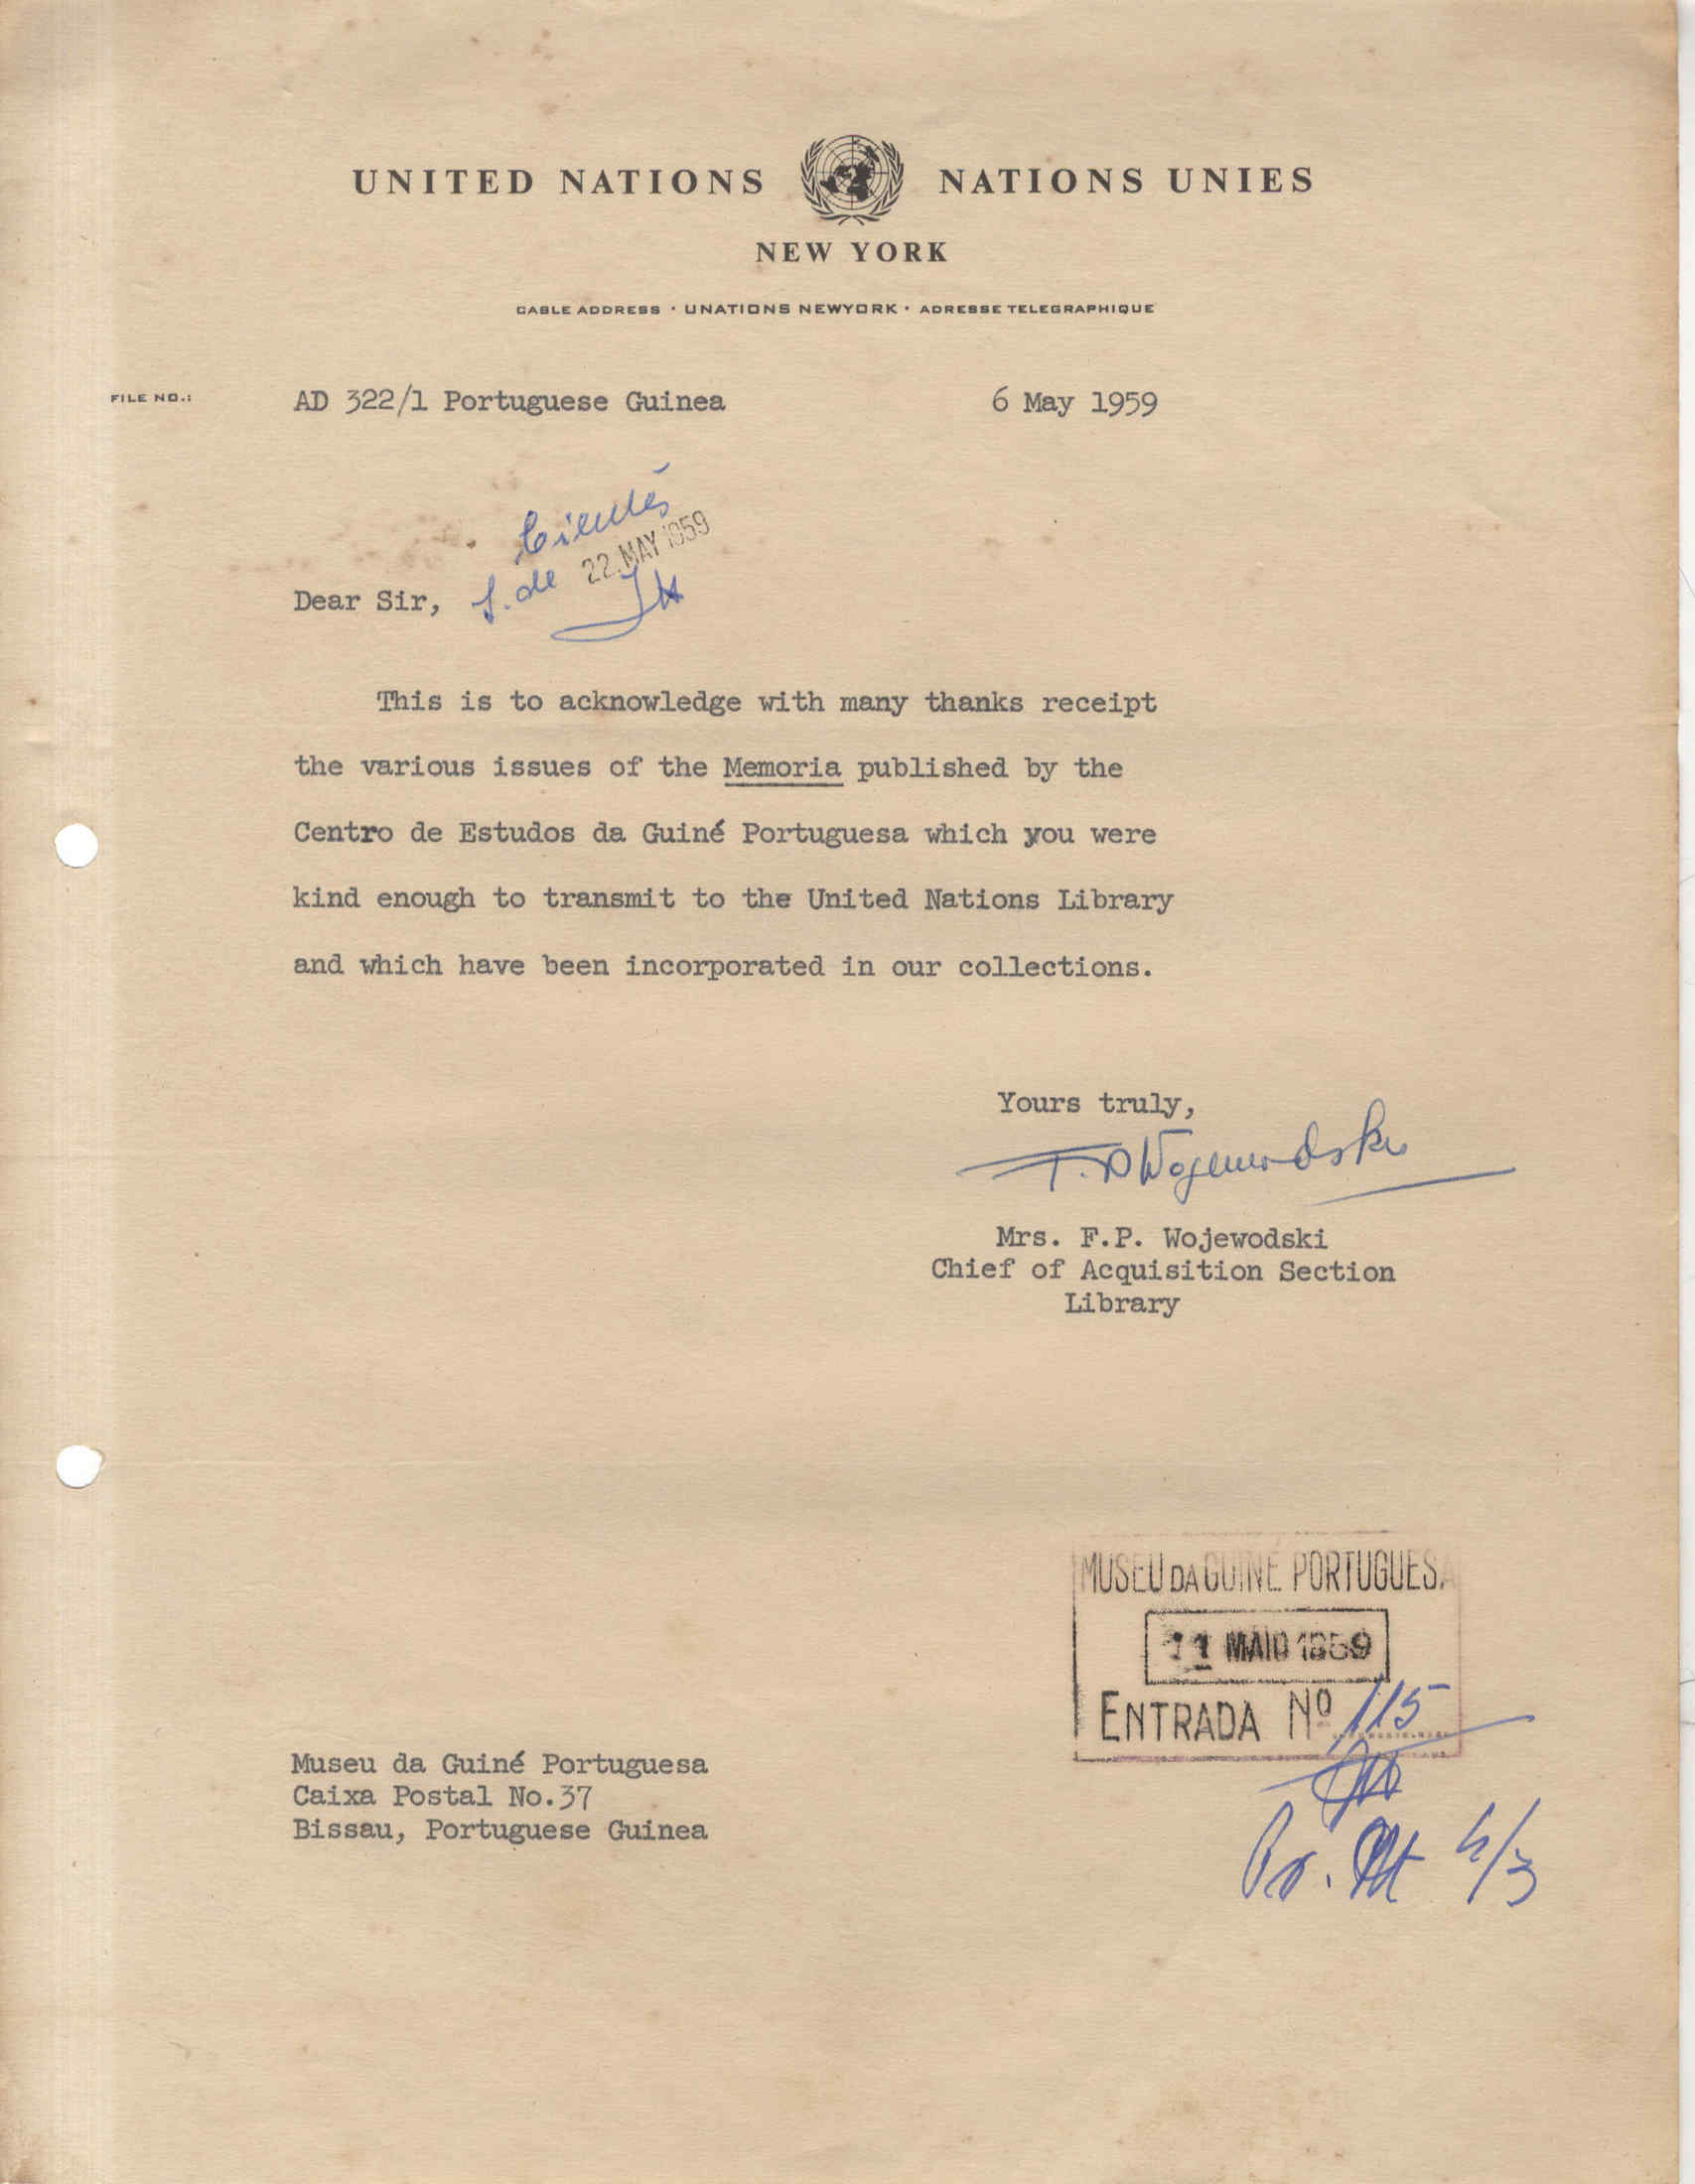 UNITED NATIONS NATIONS UNIES
NEW YORK
CABLE ADDRESS · UNATIONS NEWYORK · ADRESSE TELEGRAPHIQUE
FILE NO.: AD 322/1 Portuguese Guinea 6 May 1959
22. MAY 1959
Dear Sir,
This is to acknowledge with many thanks receipt
the various issues of the Memoria published by the
Centro de Estudos da Guiné Portuguesa which you were
kind enough to transmit to the United Nations Library
and which have been incorporated in our collections.
Yours truly,
F.P. Wojewodski
Mrs. F.P. Wojewodski
Chief of Acquisition Section
Library
MUSEU DA GUINÉ PORTUGUESA
11 MAIO 1959
ENTRADA Nº 115
Museu da Guiné Portuguesa
Caixa Postal No.37
Bissau, Portuguese Guinea